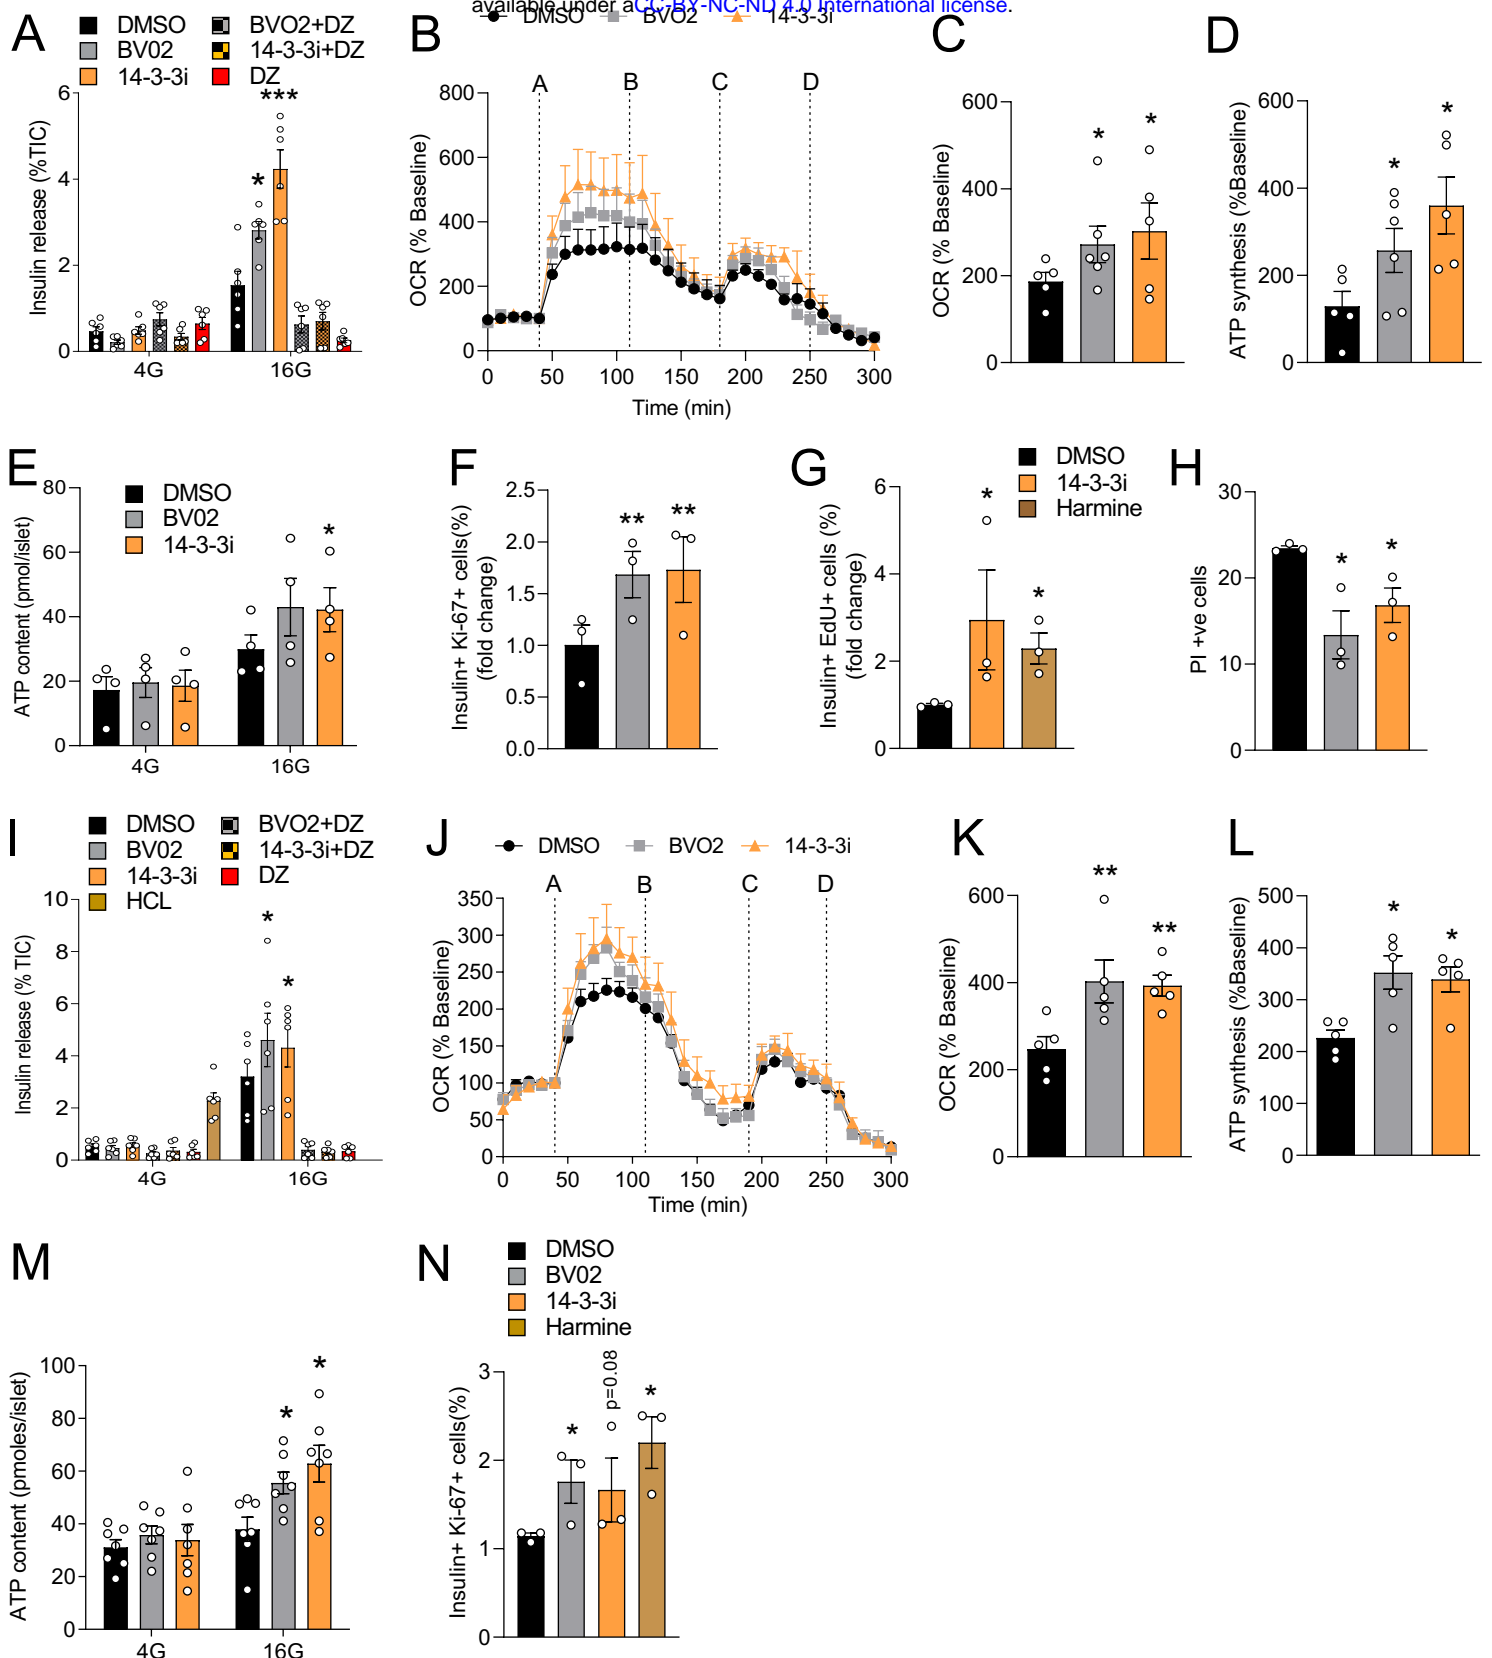 available under aCC-BY-NC-ND 4.0 International license.
A
DMSO
BV02
14-3-3i
BVO2+DZ
14-3-3i+DZ
DZ
Insulin release (%TIC)
6
4
2
0
*
***
4G
16G
B
DMSO
BVO2
14-3-3i
A
B
C
D
OCR (% Baseline)
800
600
400
200
0
0
50
100
150
200
250
300
Time (min)
C
OCR (% Baseline)
600
400
200
0
*
*
D
ATP synthesis (%Baseline)
600
400
200
0
*
*
E
DMSO
BV02
14-3-3i
ATP content (pmol/islet)
80
60
40
20
0
*
4G
16G
F
Insulin+ Ki-67+ cells(%)
(fold change)
2.5
2.0
1.5
1.0
0.5
0.0
**
**
G
DMSO
14-3-3i
Harmine
Insulin+ EdU+ cells (%)
(fold change)
6
4
2
0
*
*
H
PI +ve cells
30
20
10
0
*
*
I
DMSO
BV02
14-3-3i
HCL
BVO2+DZ
14-3-3i+DZ
DZ
Insulin release (% TIC)
10
8
6
4
2
0
*
*
4G
16G
J
DMSO
BVO2
14-3-3i
A
B
C
D
OCR (% Baseline)
350
300
250
200
150
100
50
0
0
50
100
150
200
250
300
Time (min)
K
OCR (% Baseline)
600
400
200
0
**
**
L
ATP synthesis (%Baseline)
500
400
300
200
100
0
*
*
M
ATP content (pmoles/islet)
100
80
60
40
20
0
*
*
4G
16G
N
DMSO
BV02
14-3-3i
Harmine
Insulin+ Ki-67+ cells(%)
3
2
1
0
*
p=0.08
*